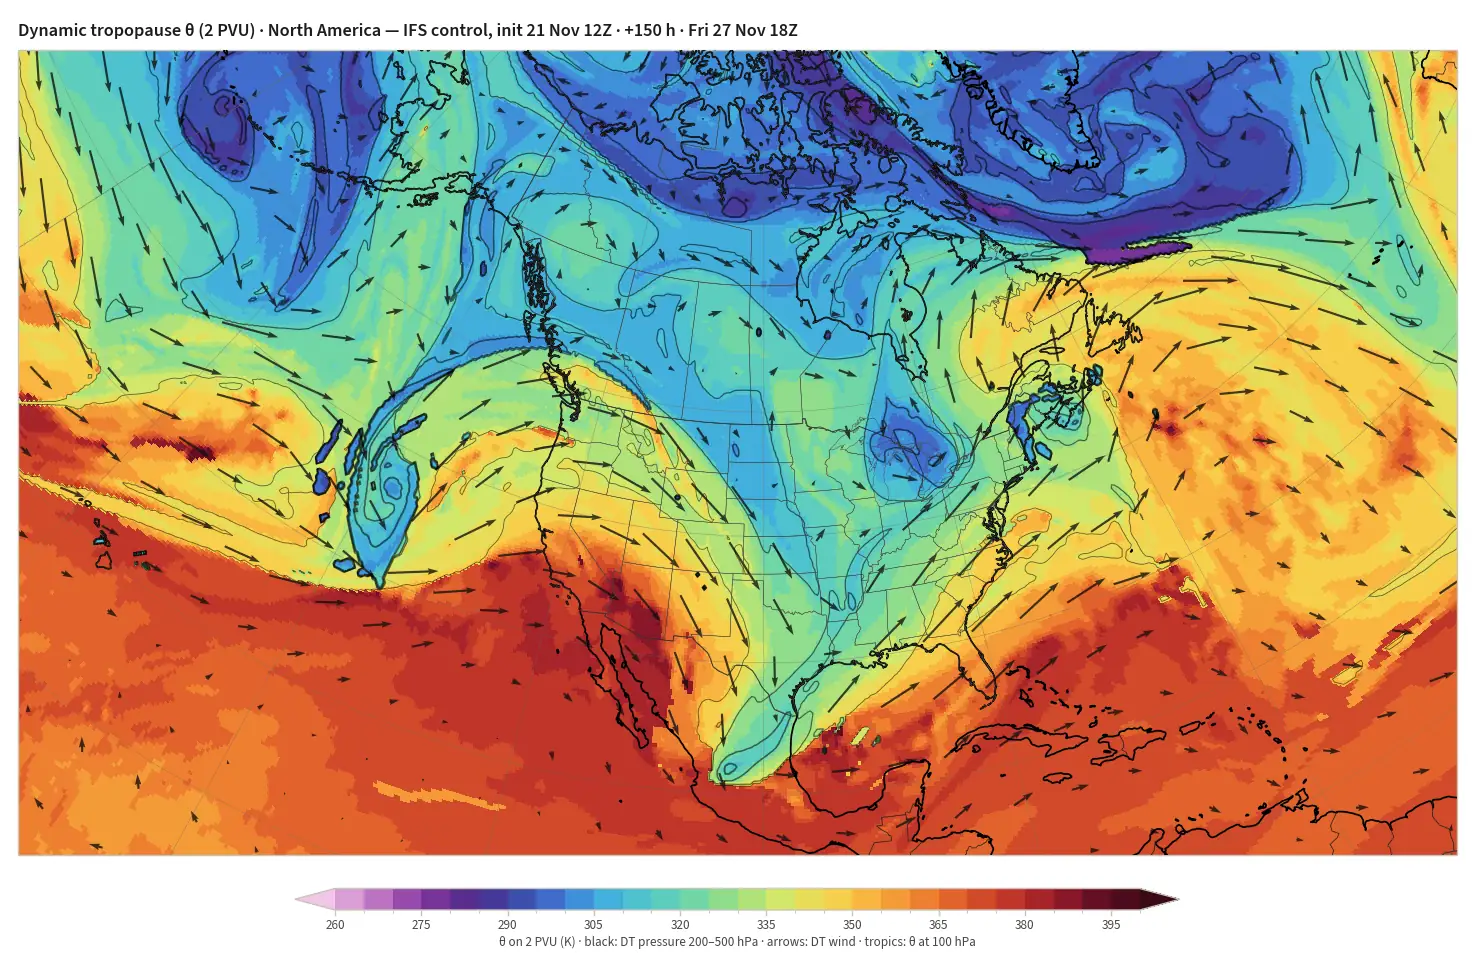 Dynamic tropopause θ (2 PVU) · North America — IFS control, init 21 Nov 12Z · +150 h · Fri 27 Nov 18Z
260 275 290 305 320 335 350 365 380 395
θ on 2 PVU (K) · black: DT pressure 200–500 hPa · arrows: DT wind · tropics: θ at 100 hPa